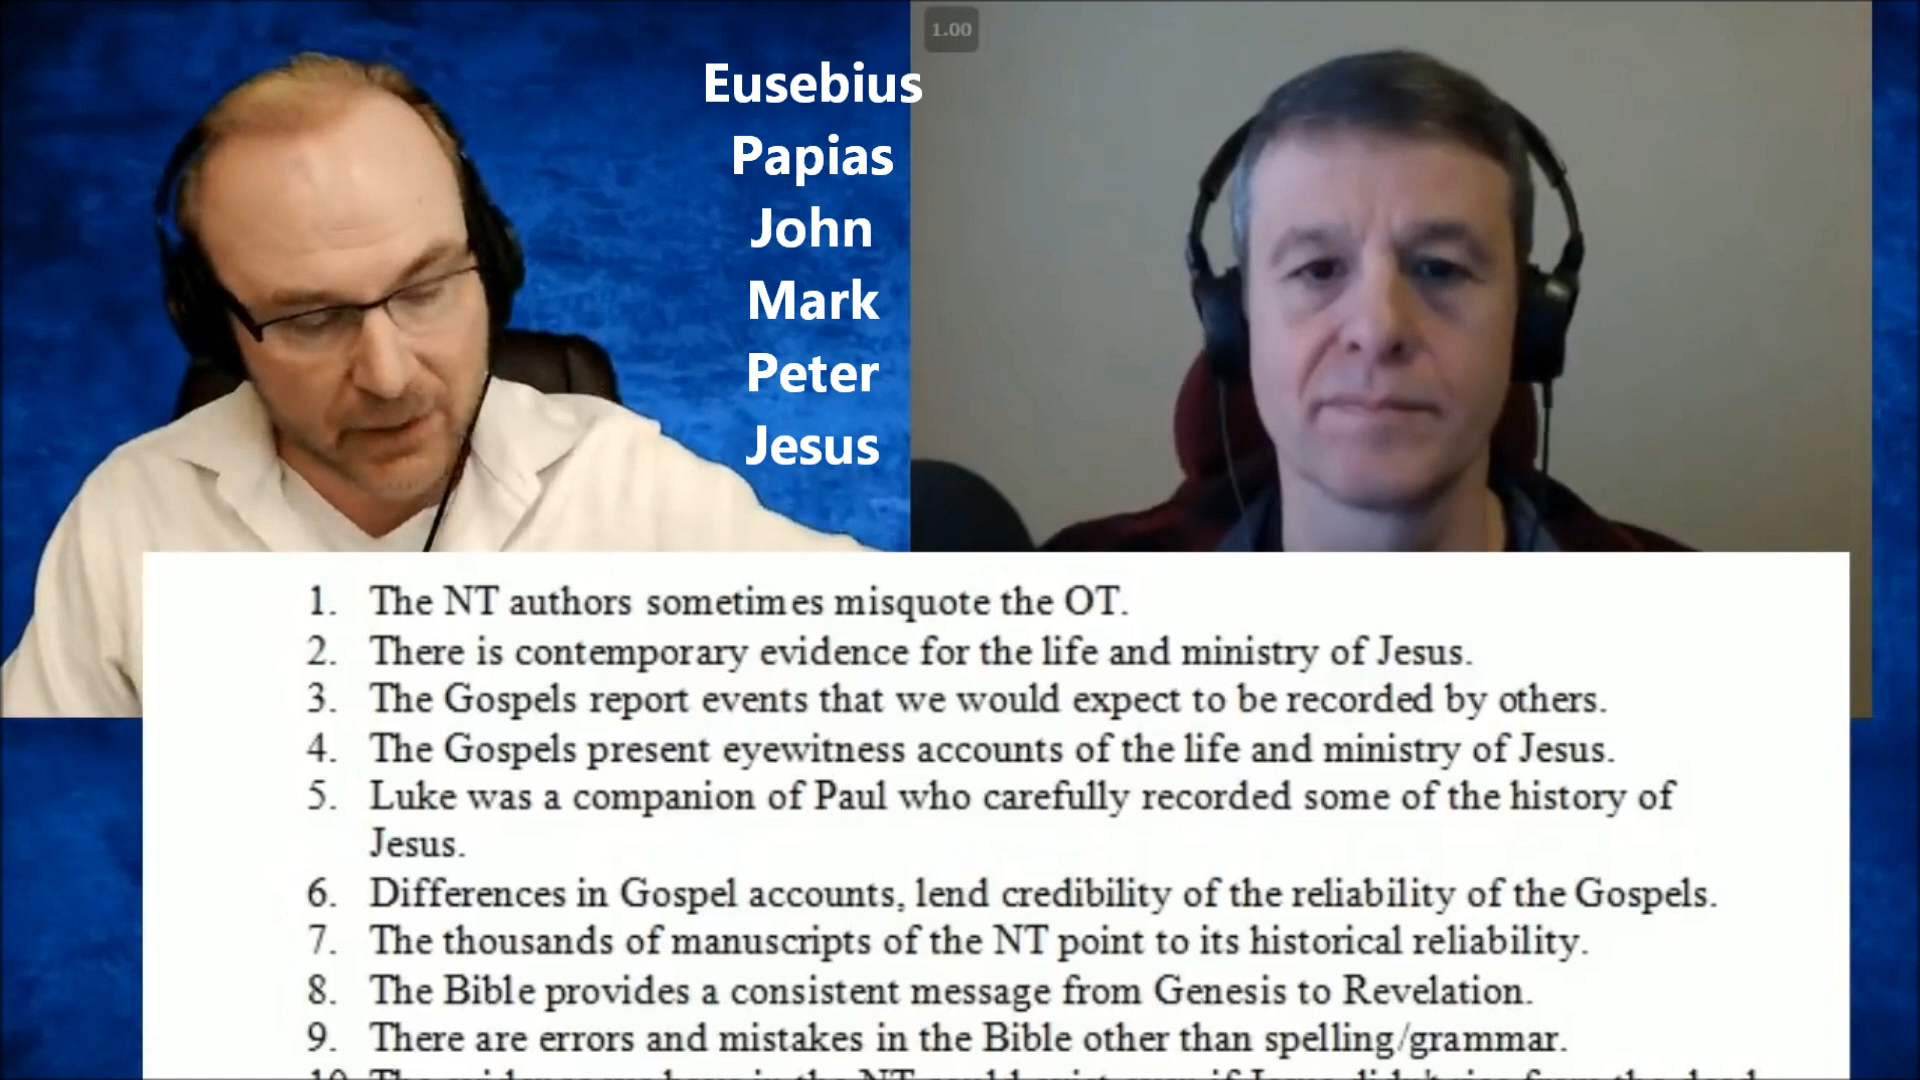 1.00
Eusebius
Papias
John
Mark
Peter
Jesus
1. The NT authors sometimes misquote the OT.
2. There is contemporary evidence for the life and ministry of Jesus.
3. The Gospels report events that we would expect to be recorded by others.
4. The Gospels present eyewitness accounts of the life and ministry of Jesus.
5. Luke was a companion of Paul who carefully recorded some of the history of
Jesus.
6. Differences in Gospel accounts, lend credibility of the reliability of the Gospels.
7. The thousands of manuscripts of the NT point to its historical reliability.
8. The Bible provides a consistent message from Genesis to Revelation.
9. There are errors and mistakes in the Bible other than spelling/grammar.